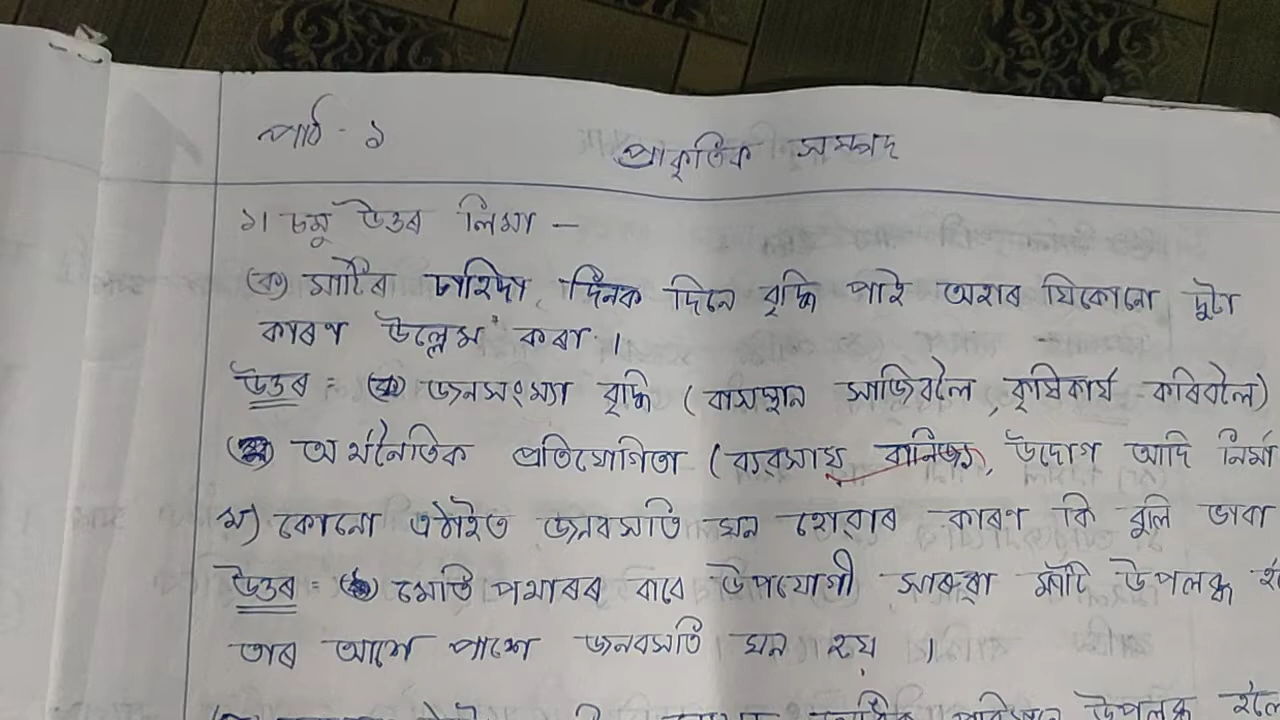 পাঠ - ১
প্ৰাকৃতিক সম্পদ
১। চমু উত্তৰ লিখা —
(ক) মাটিৰ চাহিদা দিনক দিনে বৃদ্ধি পাই অহাৰ যিকোনো দুটা
কাৰণ উল্লেখ কৰা ।
উত্তৰ : (ক) জনসংখ্যা বৃদ্ধি (বাসস্থান সাজিবলৈ, কৃষিকাৰ্য কৰিবলৈ)
(খ) অৰ্থনৈতিক প্ৰতিযোগিতা (ব্যৱসায় বানিজ্য, উদ্যোগ আদি নিৰ্মা
খ) কোনো এঠাইত জনবসতি ঘন হোৱাৰ কাৰণ কি বুলি ভাবা
উত্তৰ : খেতি পথাৰৰ বাবে উপযোগী সাৰুৱা মাটি উপলব্ধ হ
তাৰ আশে পাশে জনবসতি ঘন হয় ।
উপলব্ধ হ'লে